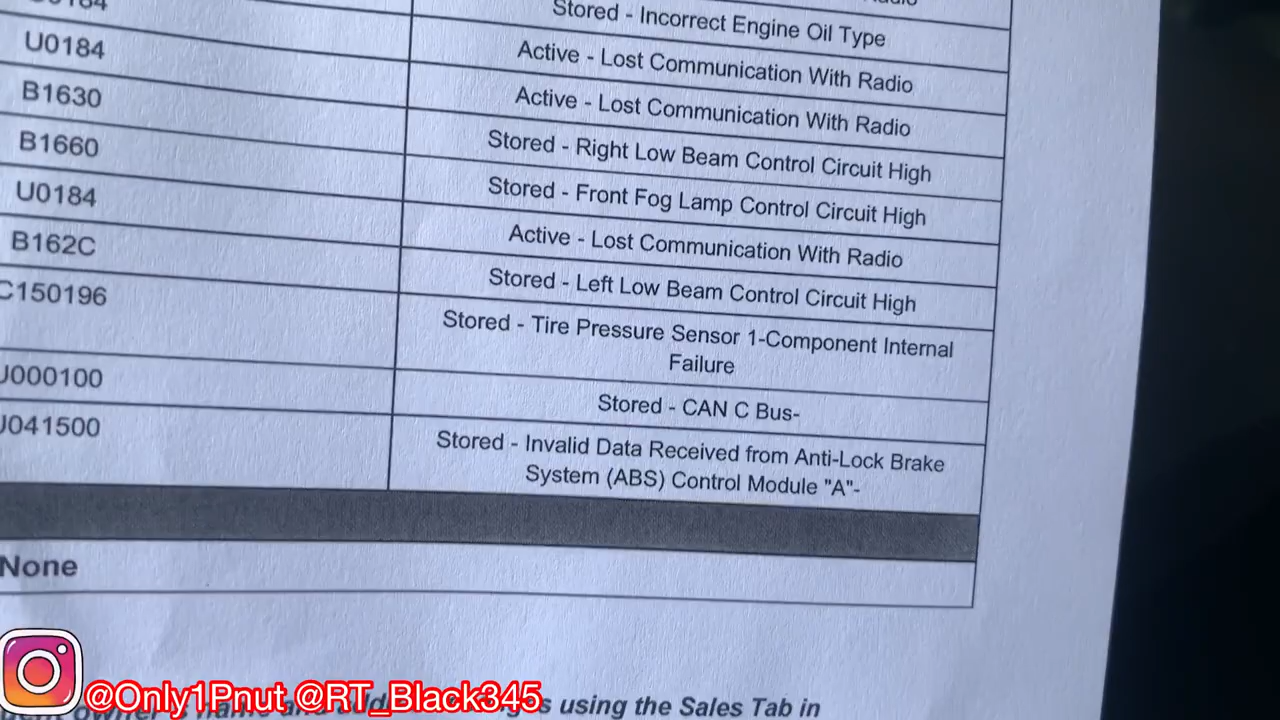 Stored - Incorrect Engine Oil Type
U0184
Active - Lost Communication With Radio
B1630
Active - Lost Communication With Radio
B1660
Stored - Right Low Beam Control Circuit High
U0184
Stored - Front Fog Lamp Control Circuit High
B162C
Active - Lost Communication With Radio
C150196
Stored - Left Low Beam Control Circuit High
Stored - Tire Pressure Sensor 1-Component Internal
Failure
U000100
Stored - CAN C Bus-
U041500
Stored - Invalid Data Received from Anti-Lock Brake
System (ABS) Control Module "A"-
None
@Only1Pnut @RT_Black345
using the Sales Tab in